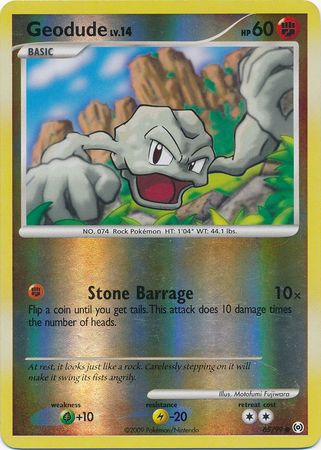 Geodude LV.14 HP 60
BASIC
NO. 074 Rock Pokémon HT: 1'04" WT: 44.1 lbs.
Stone Barrage 10×
Flip a coin until you get tails. This attack does 10 damage times
the number of heads.
At rest, it looks just like a rock. Carelessly stepping on it will
make it swing its fists angrily.
Illus. Motofumi Fujiwara
weakness resistance retreat cost
+10 -20
©2009 Pokémon/Nintendo 65/99